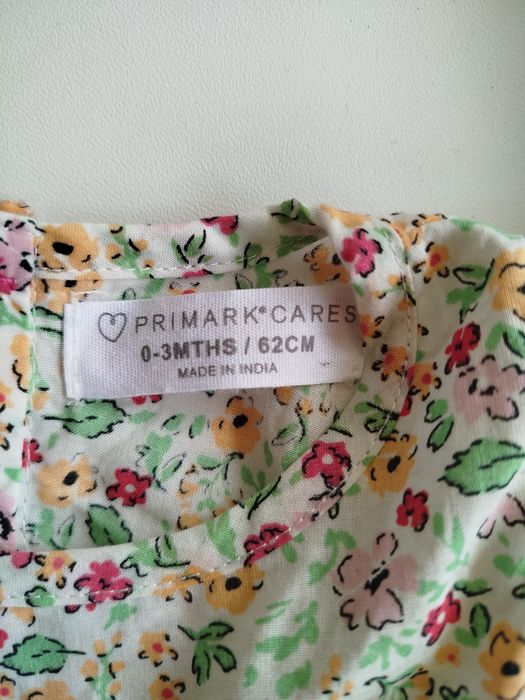 PRIMARK® CARES
0-3MTHS / 62CM
MADE IN INDIA